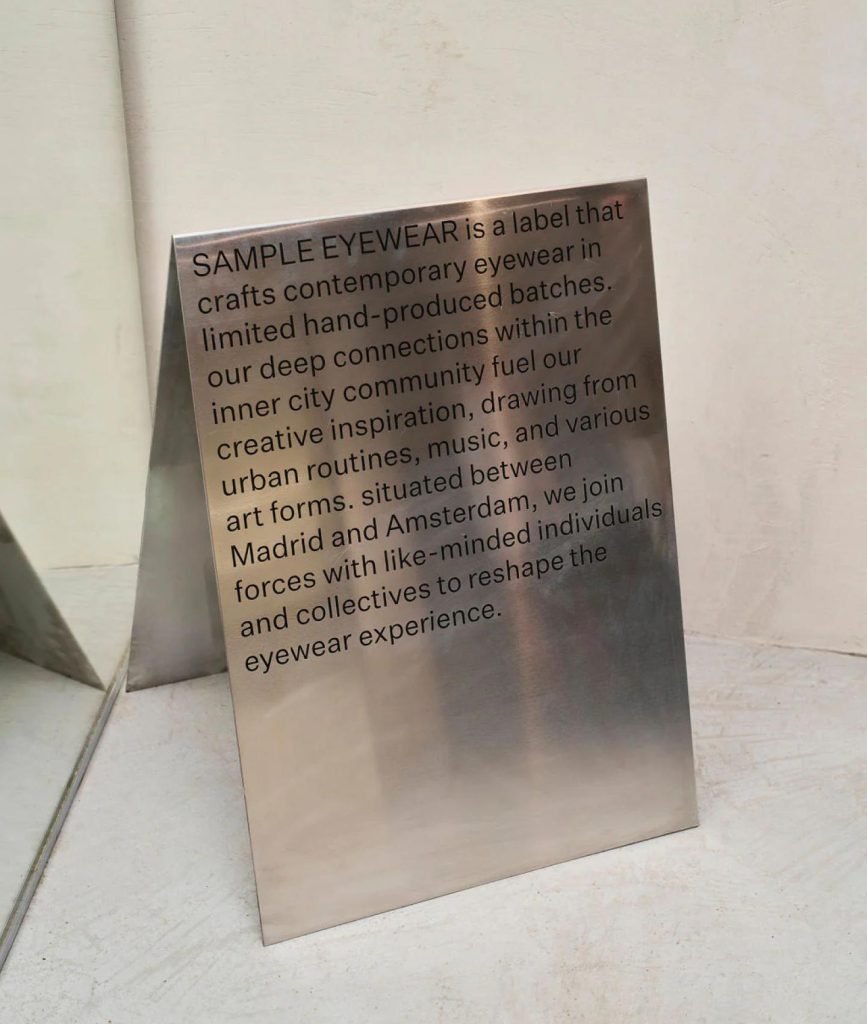 SAMPLE EYEWEAR is a label that
crafts contemporary eyewear in
limited hand-produced batches.
our deep connections within the
inner city community fuel our
creative inspiration, drawing from
urban routines, music, and various
art forms. situated between
Madrid and Amsterdam, we join
forces with like-minded individuals
and collectives to reshape the
eyewear experience.